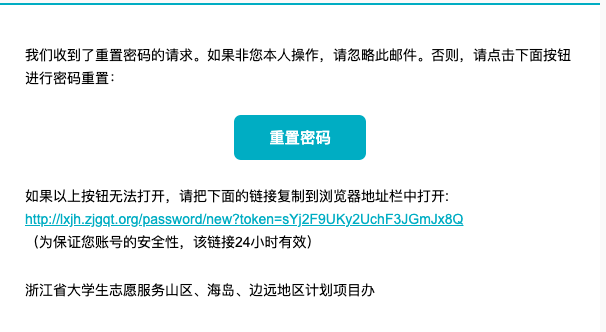 我们收到了重置密码的请求。如果非您本人操作，请忽略此邮件。否则，请点击下面按钮
进行密码重置：
重置密码
如果以上按钮无法打开，请把下面的链接复制到浏览器地址栏中打开:
http://lxjh.zjgqt.org/password/new?token=sYj2F9UKy2UchF3JGmJx8Q
（为保证您账号的安全性，该链接24小时有效）
浙江省大学生志愿服务山区、海岛、边远地区计划项目办